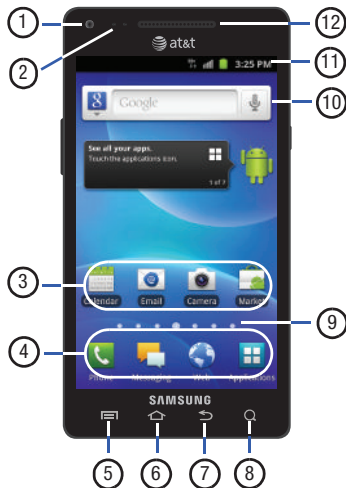 1
12
2
at&t
3:25 PM
11
8 Google
10
See all your apps.
Touch the applications icon.
1 of 7
3
Calendar Email Camera Market
9
4
Phone Messaging Web Applications
SAMSUNG
5 6 7 8